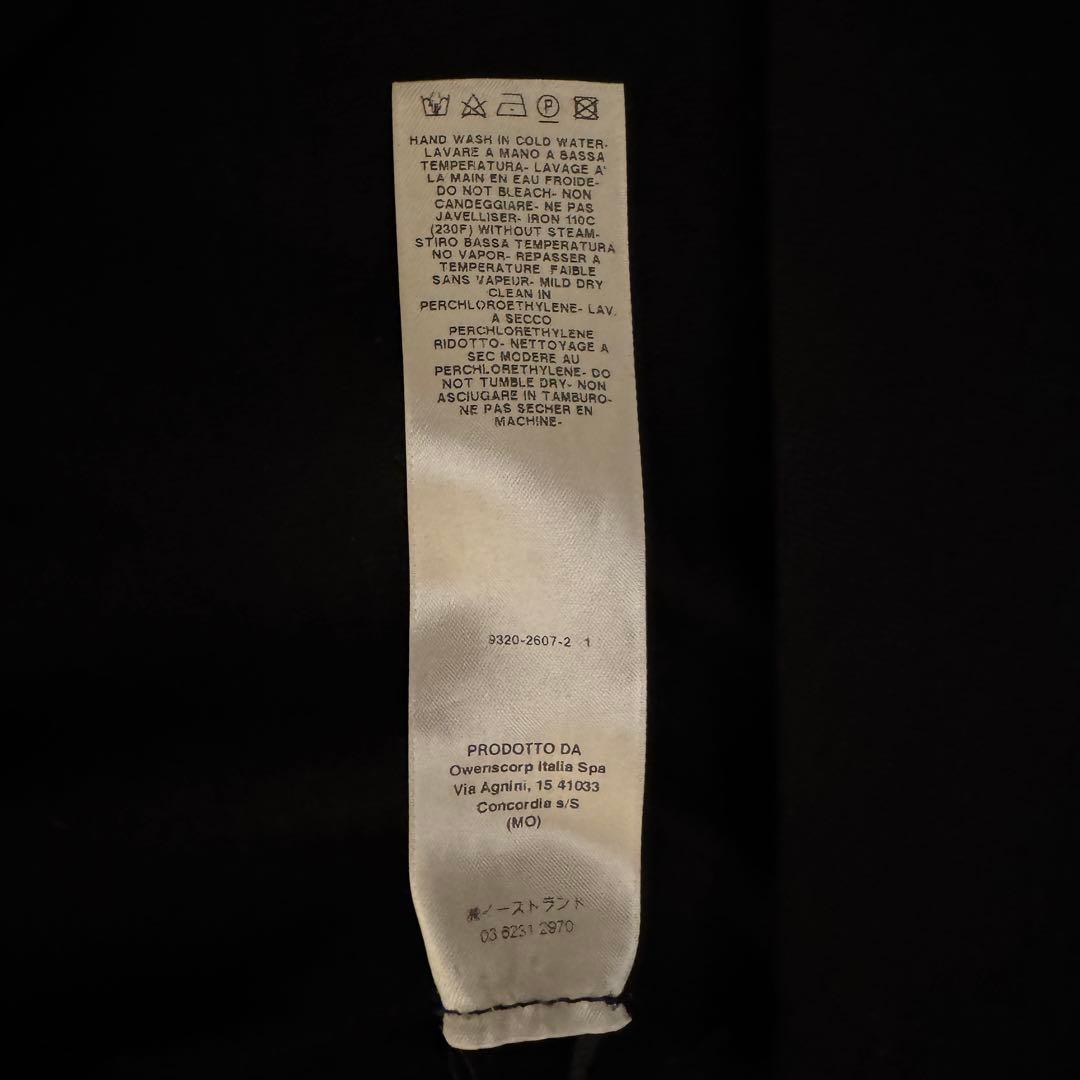 P
HAND WASH IN COLD WATER-
LAVARE A MANO A BASSA
TEMPERATURA- LAVAGE A'
LA MAIN EN EAU FROIDE-
DO NOT BLEACH- NON
CANDEGGIARE- NE PAS
JAVELLISER- IRON 110C
(230F) WITHOUT STEAM-
STIRO BASSA TEMPERATURA
NO VAPOR- REPASSER A
TEMPERATURE FAIBLE
SANS VAPEUR- MILD DRY
CLEAN IN
PERCHLOROETHYLENE- LAV.
A SECCO
PERCHLORETHYLENE
RIDOTTO- NETTOYAGE A
SEC MODERE AU
PERCHLORETHYLENE- DO
NOT TUMBLE DRY- NON
ASCIUGARE IN TAMBURO-
NE PAS SECHER EN
MACHINE-
9320-2607-2 1
PRODOTTO DA
Owenscorp Italia Spa
Via Agnini, 15 41033
Concordia s/S
(MO)
㈱イーストランド
03 6231 2970